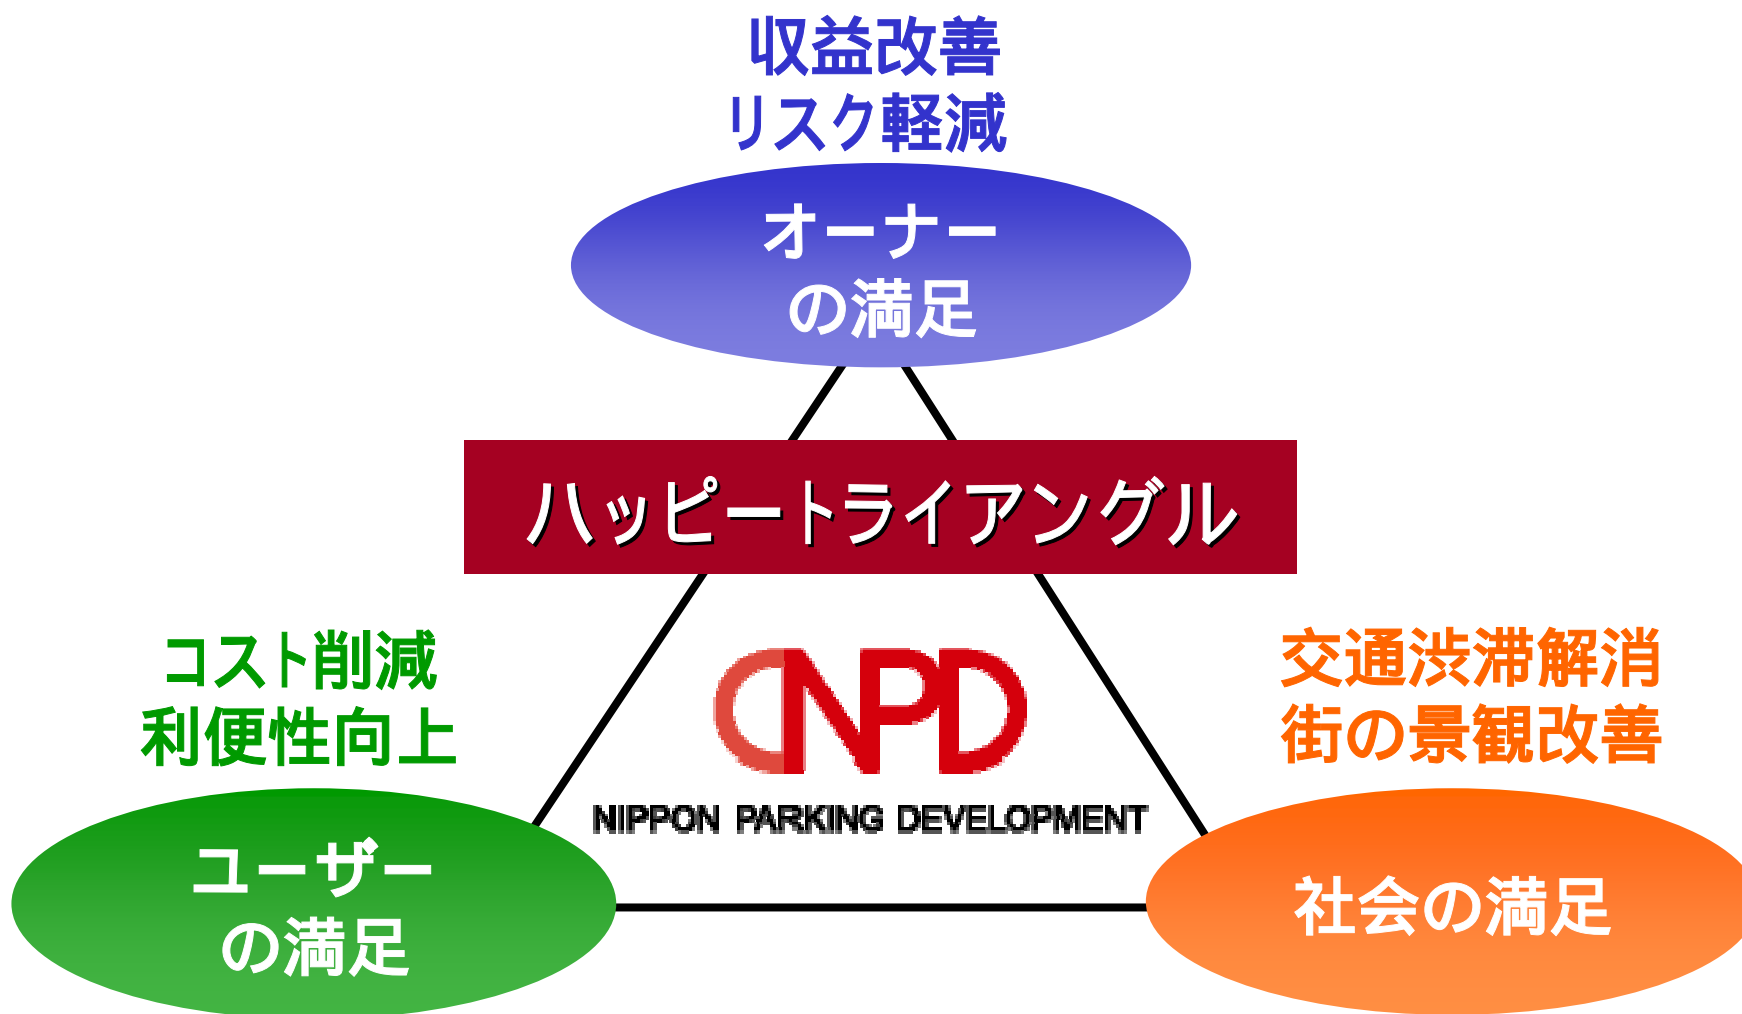 収益改善
リスク軽減
オーナー
の満足
ハッピートライアングル
コスト削減
利便性向上
交通渋滞解消
街の景観改善
NPD
NIPPON PARKING DEVELOPMENT
ユーザー
の満足
社会の満足